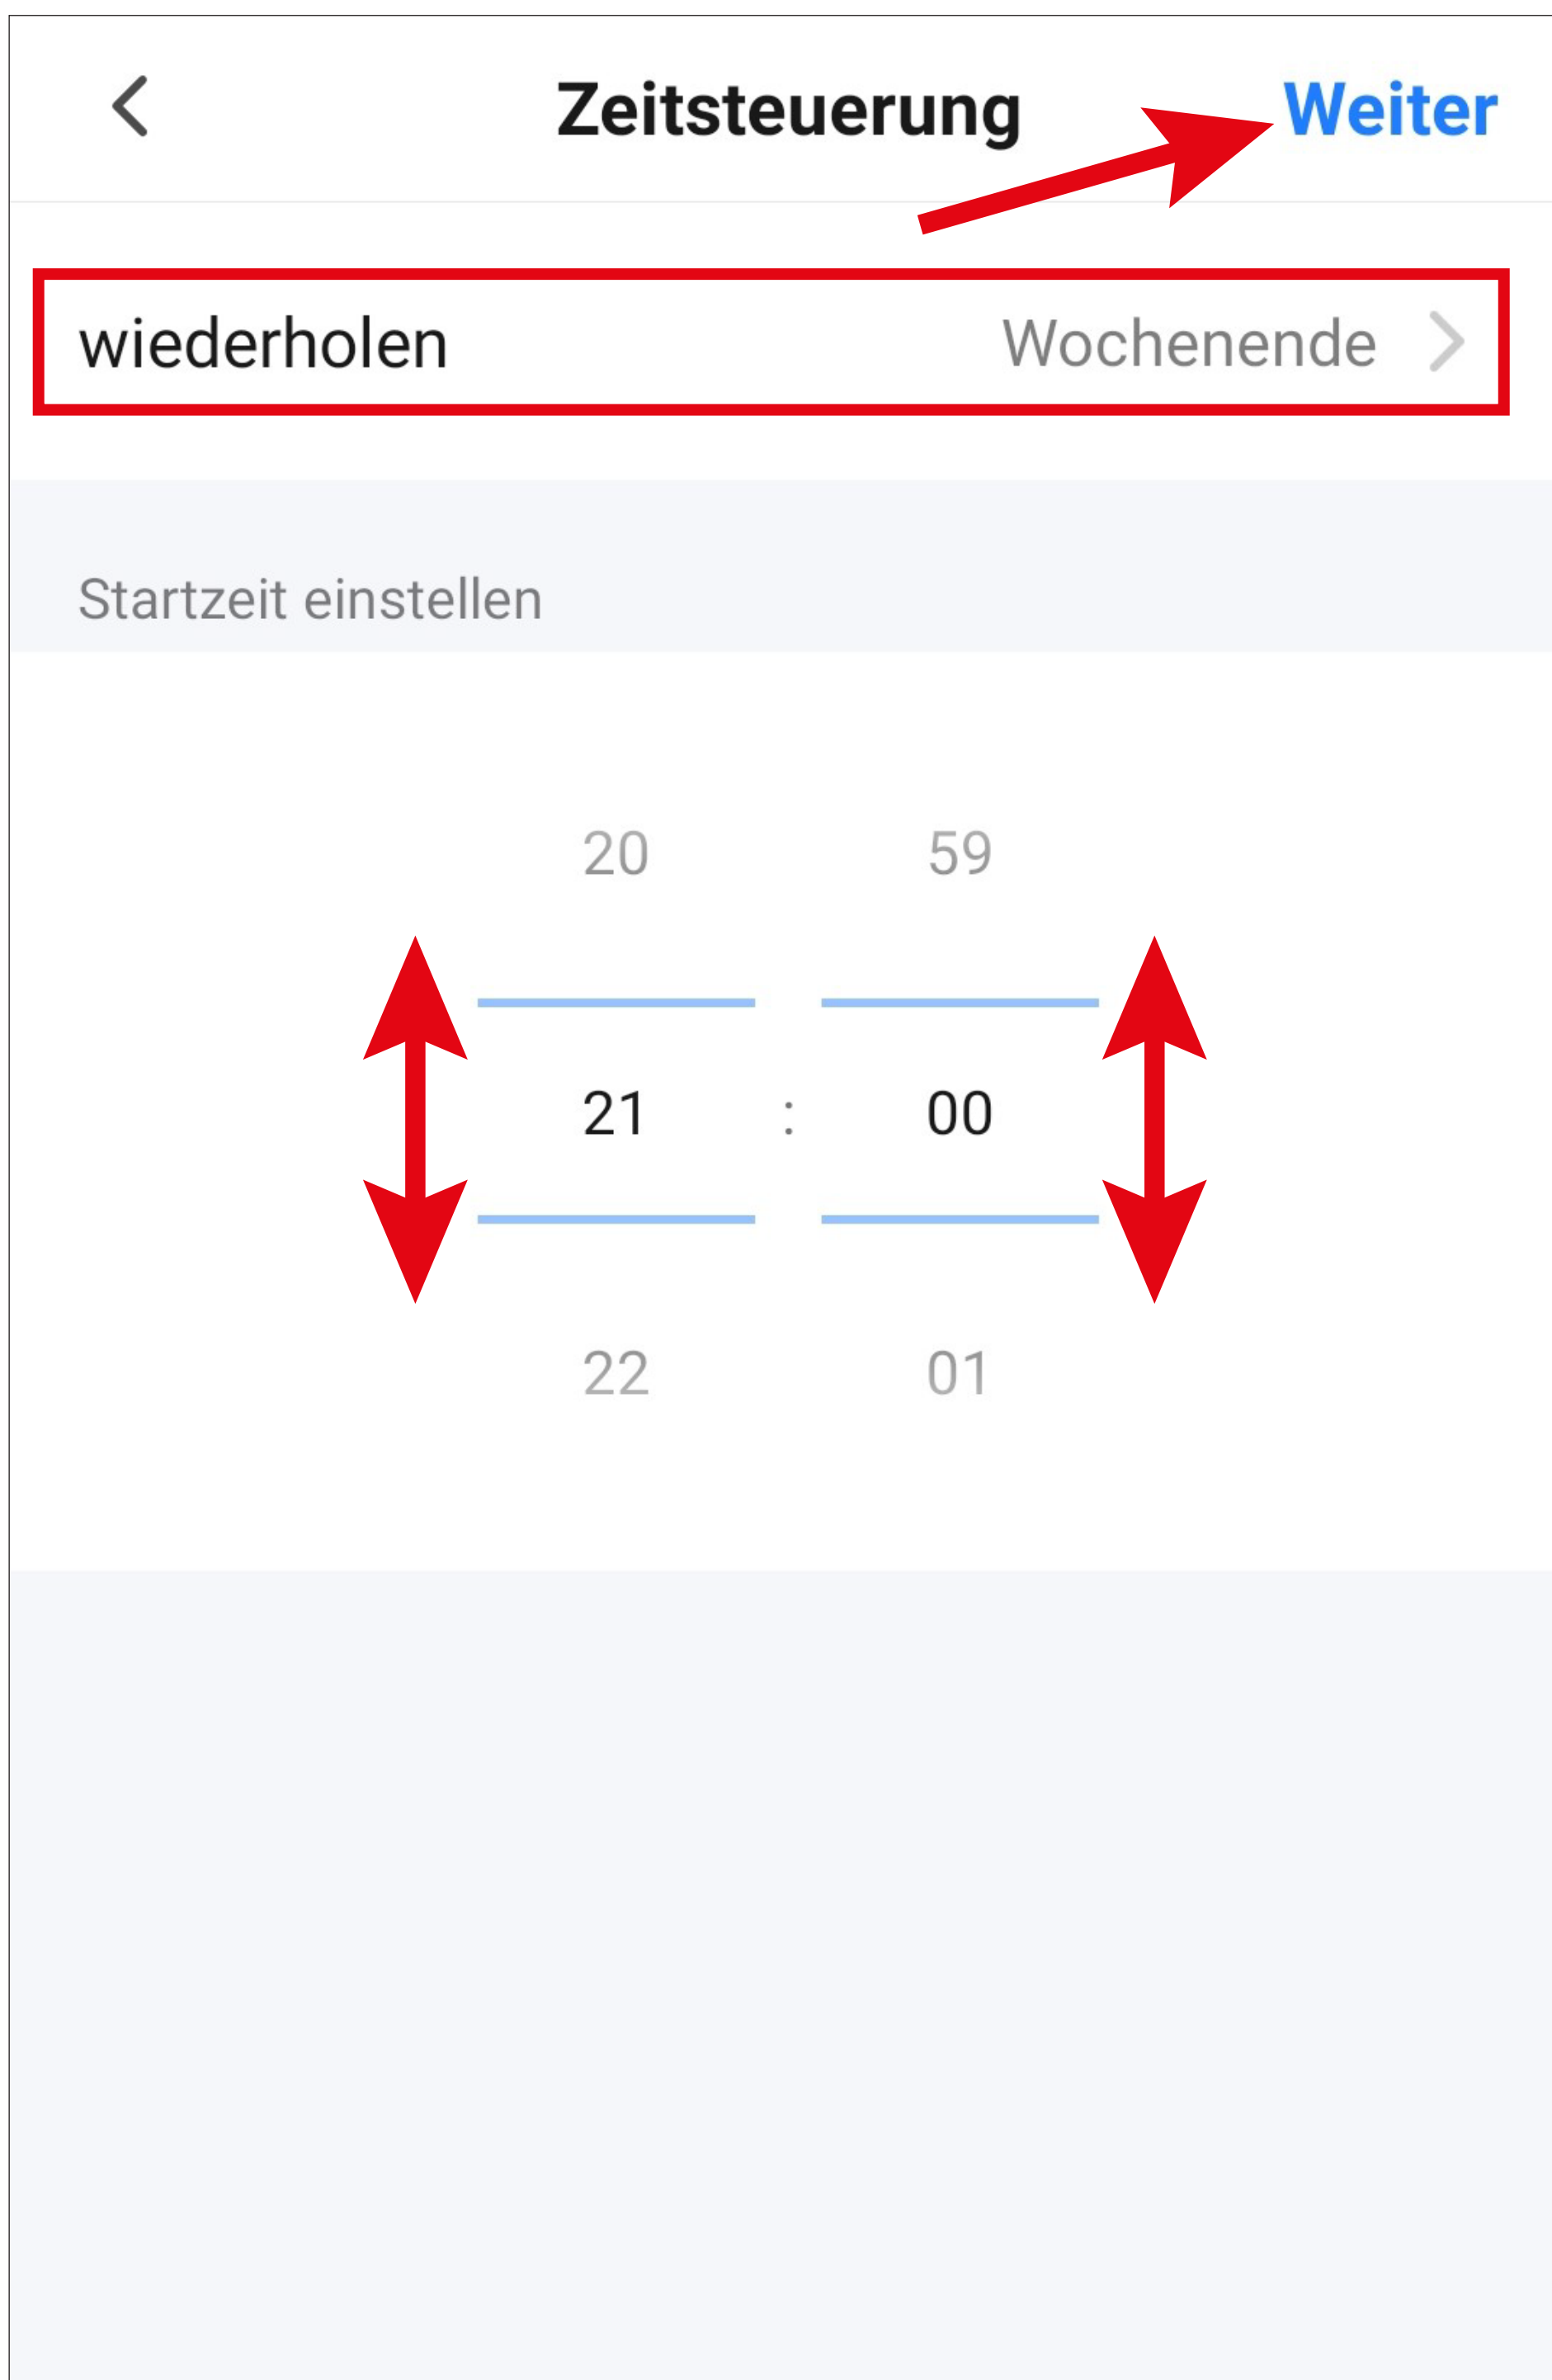 Zeitsteuerung Weiter
wiederholen Wochenende
Startzeit einstellen
20 59
21 : 00
22 01